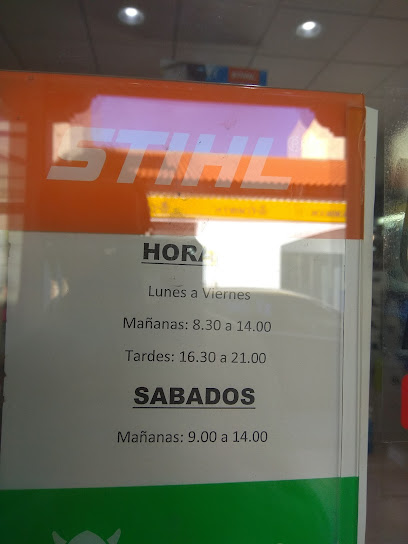 STIHL
HORA
Lunes a Viernes
Mañanas: 8.30 a 14.00
Tardes: 16.30 a 21.00
SABADOS
Mañanas: 9.00 a 14.00